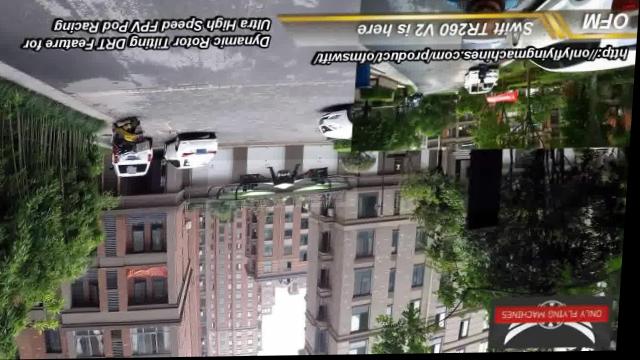 ONLY FLYING MACHINES
http://onlyflyingmachines.com/product/ofmswift/
OFM
Swift TR260 V2 is here
Dynamic Rotor Tilting DRT Feature for
Ultra High Speed FPV Pod Racing